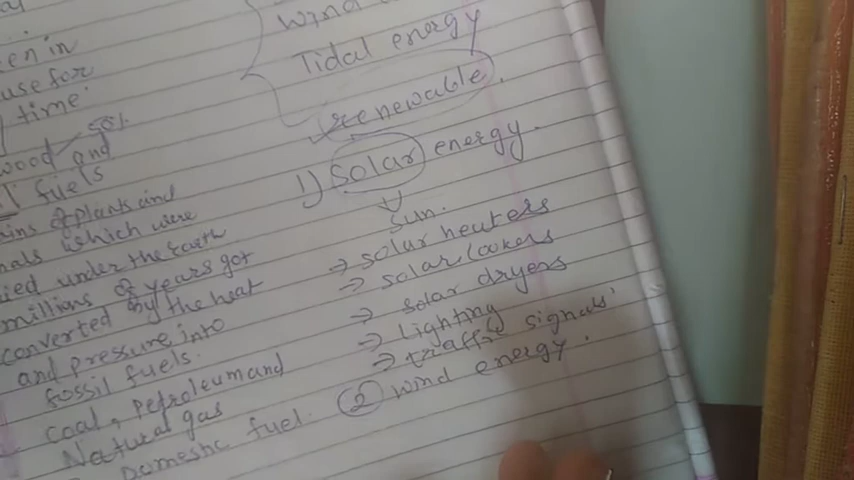 en in
use for
time.
wood 50%
and
fuels
ins of plants and
nals which were
ied under the earth
millions of years got
converted by the heat
and pressure into
fossil fuels.
coal, petroleum and
Natural gas
Domestic fuel.
wind
Tidal energy
renewable.
1) Solar energy.
Sun.
→ solar heaters
→ solar cookers
→ solar dryers
→ Lighting
→ traffic signals
② wind energy.